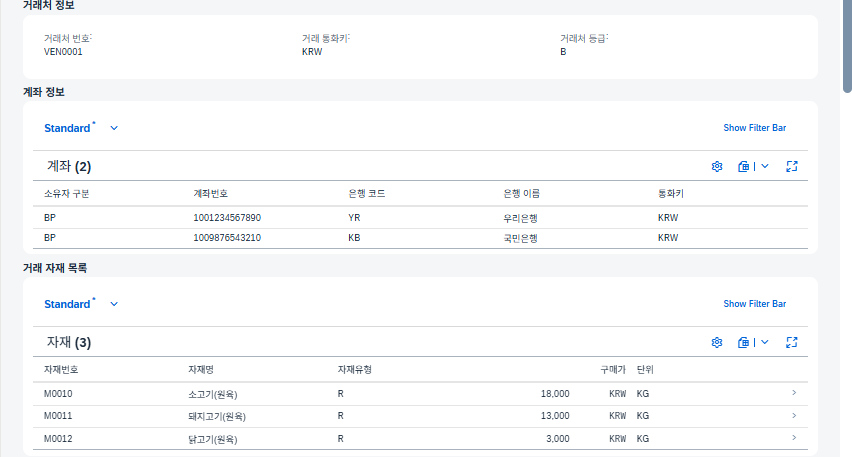 거래처 정보
거래처 번호: 거래 통화키: 거래처 등급:
VEN0001 KRW B
계좌 정보
Standard * Show Filter Bar
계좌 (2)
소유자 구분 계좌번호 은행 코드 은행 이름 통화키
BP 1001234567890 YR 우리은행 KRW
BP 1009876543210 KB 국민은행 KRW
거래 자재 목록
Standard * Show Filter Bar
자재 (3)
자재번호 자재명 자재유형 구매가 단위
M0010 소고기(원육) R 18,000 KRW KG
M0011 돼지고기(원육) R 13,000 KRW KG
M0012 닭고기(원육) R 3,000 KRW KG